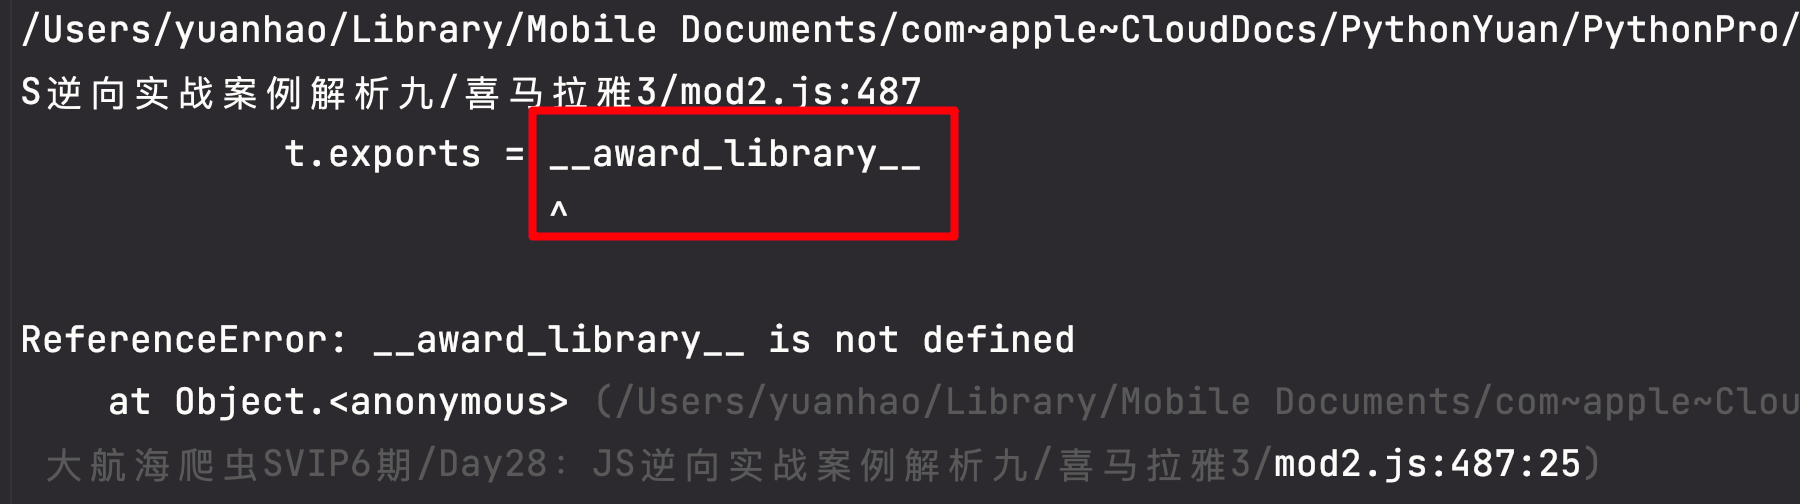 /Users/yuanhao/Library/Mobile Documents/com~apple~CloudDocs/PythonYuan/PythonPro/
S逆向实战案例解析九/喜马拉雅3/mod2.js:487
t.exports = __award_library__
^
ReferenceError: __award_library__ is not defined
at Object.<anonymous> (/Users/yuanhao/Library/Mobile Documents/com~apple~Clou
大航海爬虫SVIP6期/Day28: JS逆向实战案例解析九/喜马拉雅3/mod2.js:487:25)